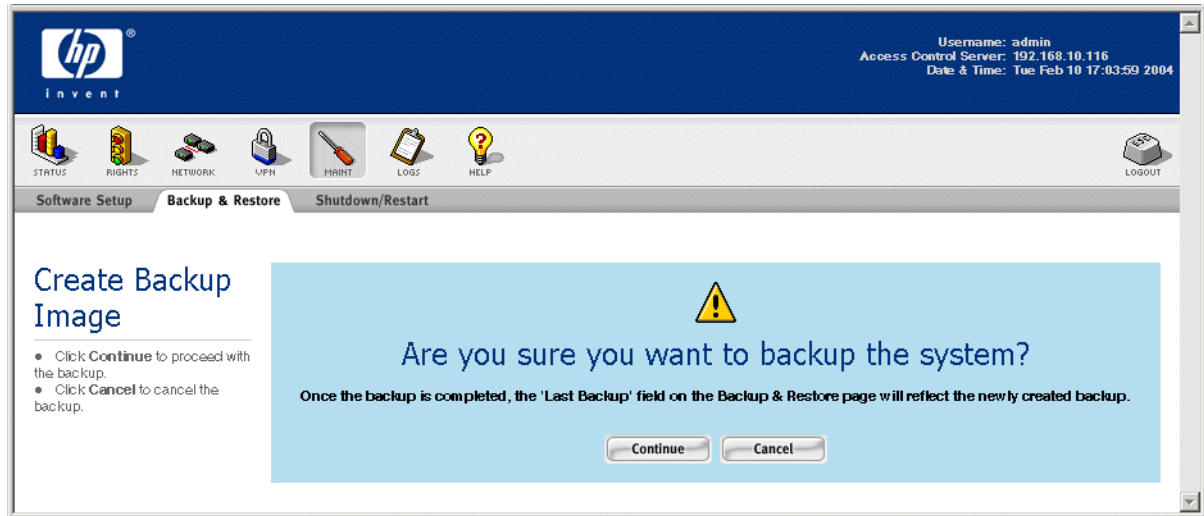 hp ®
invent
Username: admin
Access Control Server: 192.168.10.116
Date & Time: Tue Feb 10 17:03:59 2004
STATUS RIGHTS NETWORK VPN MAINT LOGS HELP LOGOUT
Software Setup Backup & Restore Shutdown/Restart
Create Backup
Image
• Click Continue to proceed with
the backup.
• Click Cancel to cancel the
backup.
Are you sure you want to backup the system?
Once the backup is completed, the 'Last Backup' field on the Backup & Restore page will reflect the newly created backup.
Continue Cancel